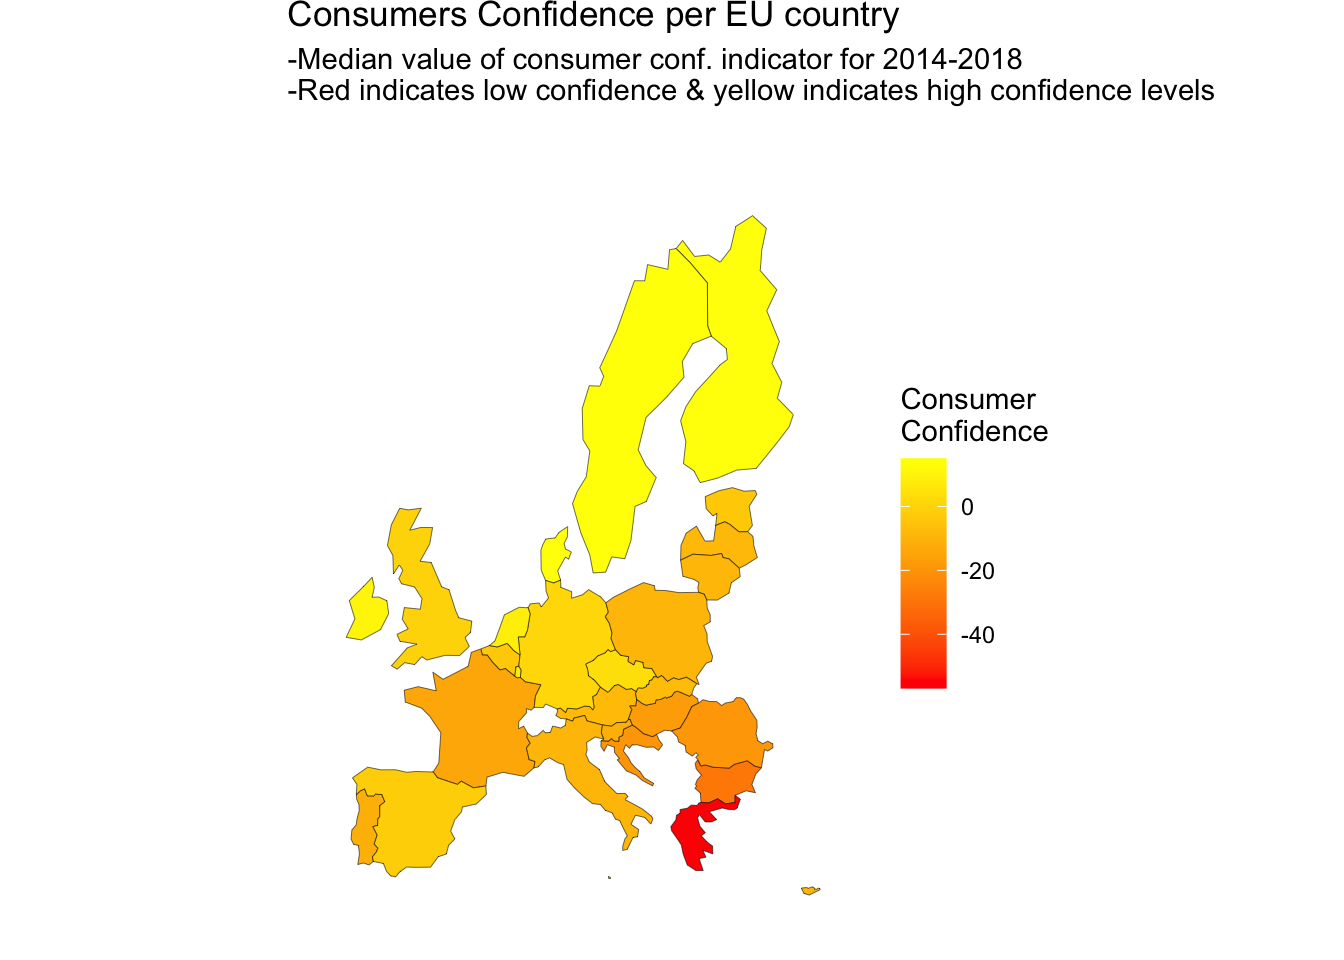 Consumers Confidence per EU country
-Median value of consumer conf. indicator for 2014-2018
-Red indicates low confidence & yellow indicates high confidence levels
Consumer
Confidence
0
-20
-40